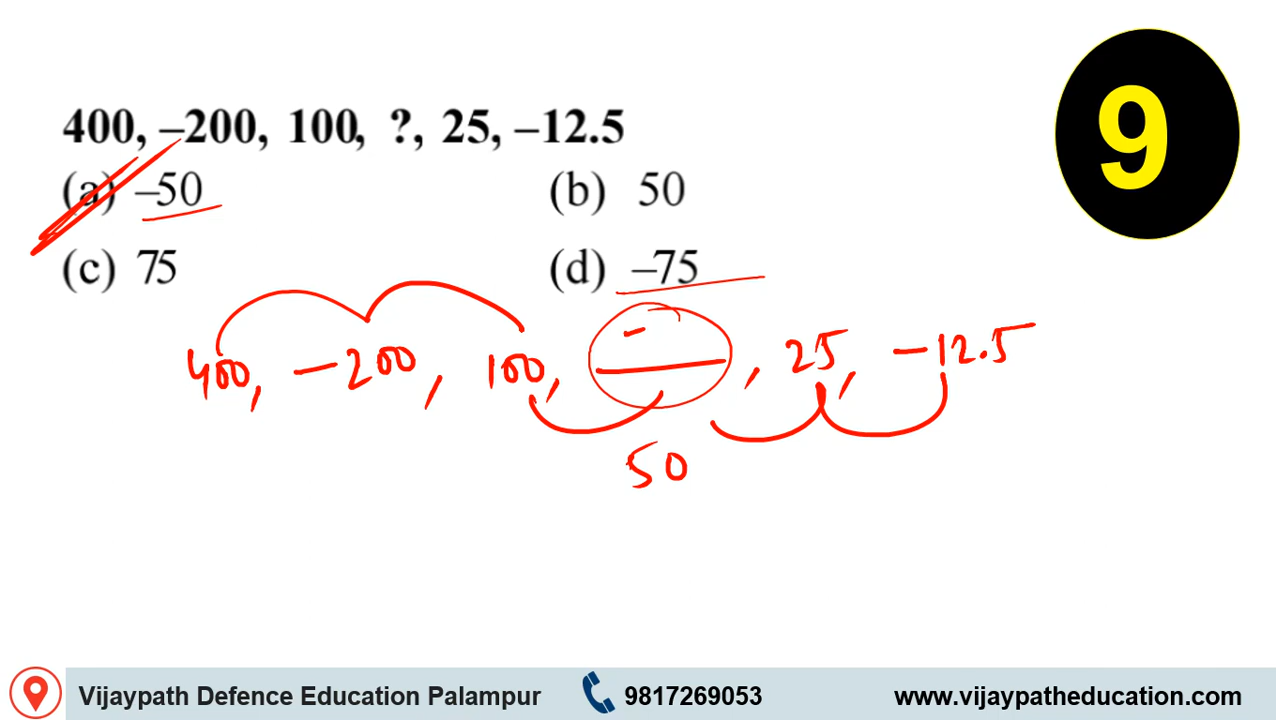 9
400, –200, 100, ?, 25, –12.5
(a) –50 (b) 50
(c) 75 (d) –75
400, –200, 100, –, 25, –12.5
50
Vijaypath Defence Education Palampur 9817269053 www.vijaypatheducation.com